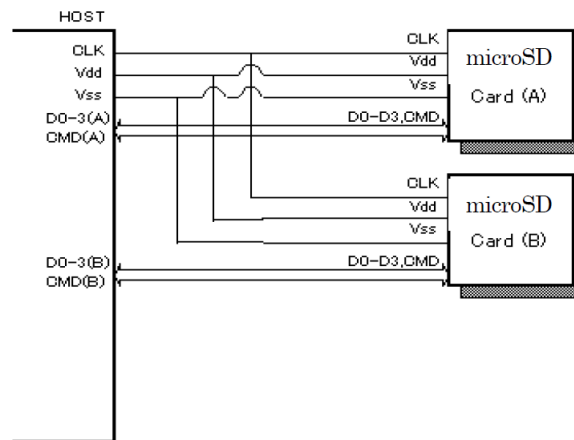 HOST
CLK
Vdd
Vss
D0-3(A)
CMD(A)
CLK
Vdd
Vss
D0-D3,CMD
microSD
Card (A)
CLK
Vdd
Vss
D0-D3,CMD
microSD
Card (B)
D0-3(B)
CMD(B)